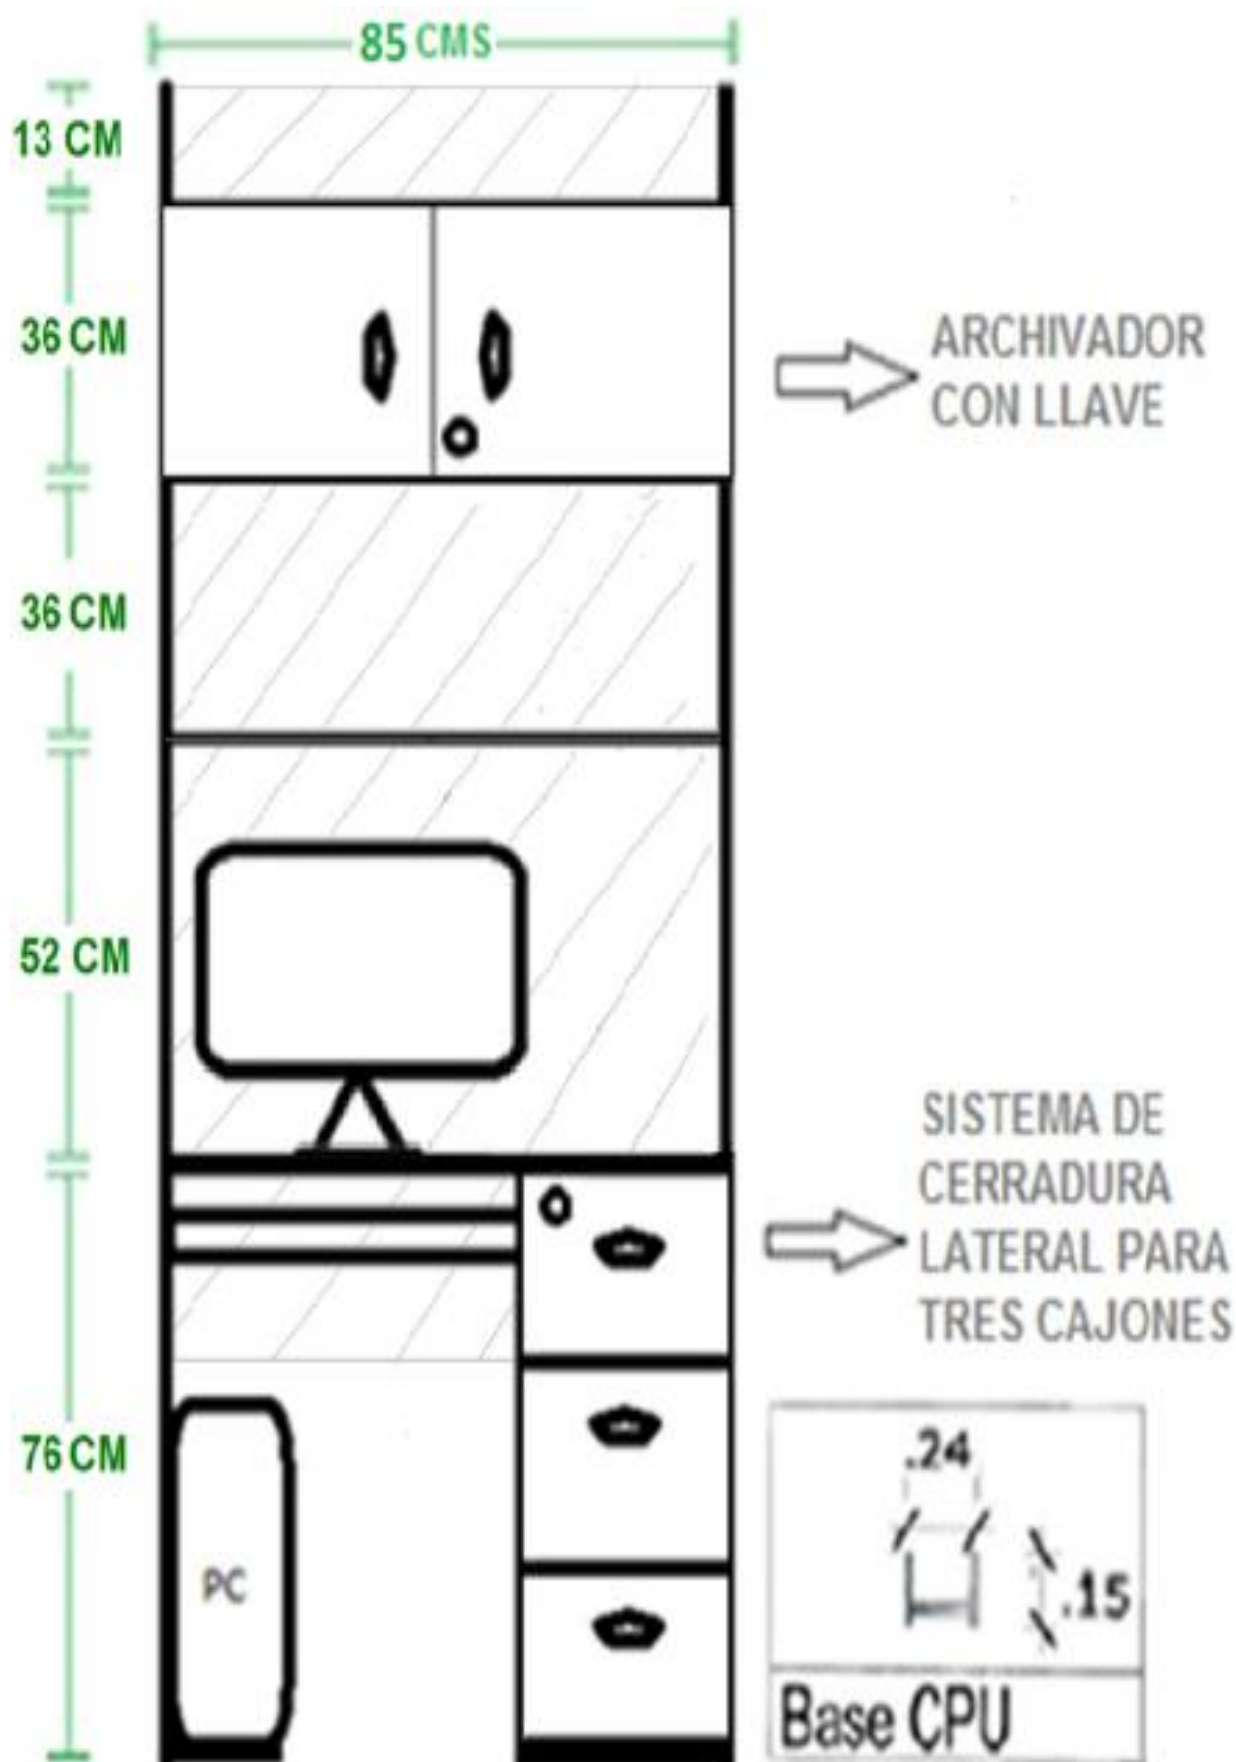 85 CMS
13 CM
36 CM
ARCHIVADOR
CON LLAVE
36 CM
52 CM
SISTEMA DE
CERRADURA
LATERAL PARA
TRES CAJONES
76 CM
PC
.24
.15
Base CPU